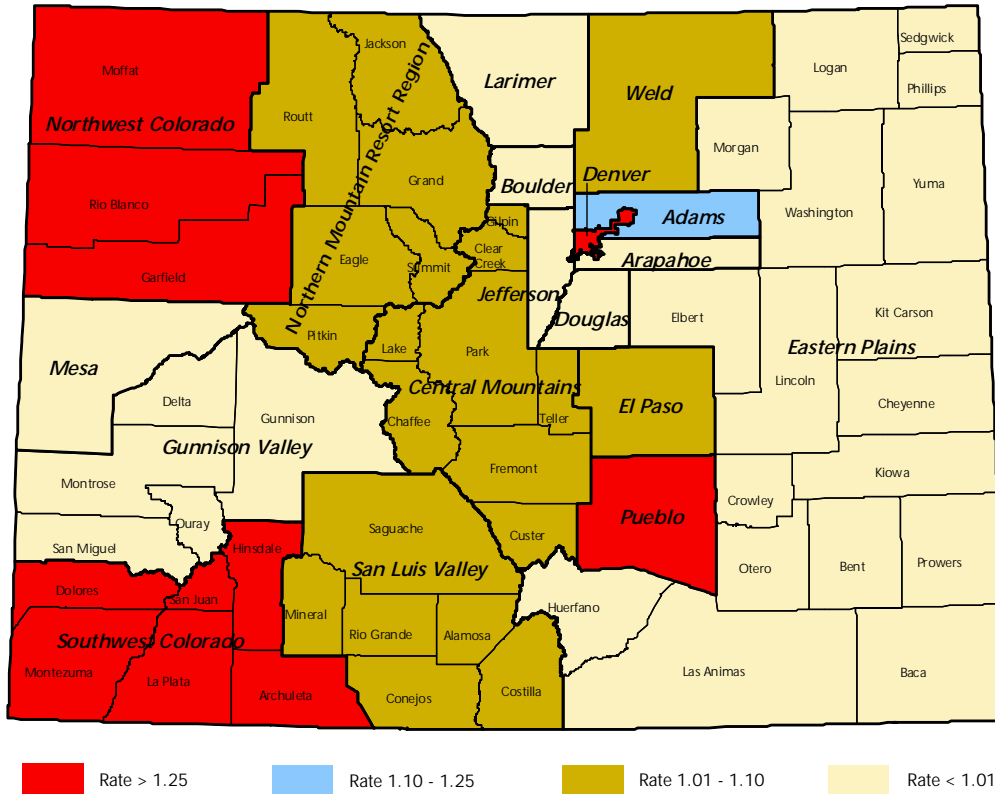 Jackson
Sedgwick
Moffat
Logan
Larimer
Phillips
Weld
Routt
Northwest Colorado
Northern Mountain Resort Region
Morgan
Grand
Denver
Yuma
Boulder
Rio Blanco
Washington
Adams
Gilpin
Clear
Creek
Eagle
Summit
Arapahoe
Garfield
Jefferson
Kit Carson
Douglas
Elbert
Pitkin
Lake
Park
Eastern Plains
Mesa
Lincoln
Central Mountains
Delta
Cheyenne
El Paso
Gunnison
Chaffee
Teller
Gunnison Valley
Fremont
Kiowa
Montrose
Crowley
Pueblo
Ouray
Saguache
Custer
San Miguel
Hinsdale
San Luis Valley
Otero
Bent
Prowers
Dolores
San Juan
Huerfano
Mineral
Rio Grande
Alamosa
Southwest Colorado
Montezuma
Las Animas
Baca
La Plata
Archuleta
Conejos
Costilla
Rate > 1.25
Rate 1.10 - 1.25
Rate 1.01 - 1.10
Rate < 1.01